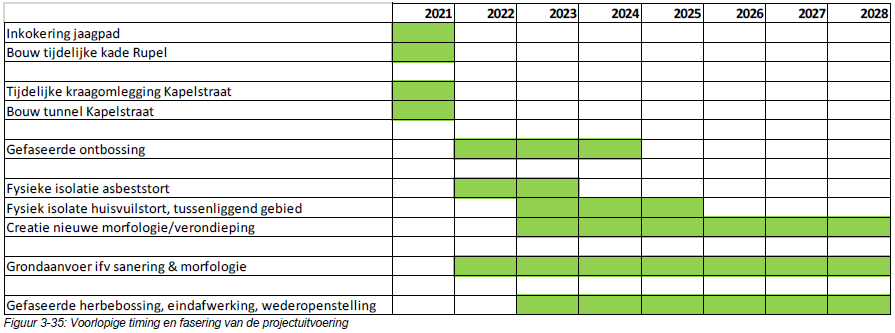 2021 2022 2023 2024 2025 2026 2027 2028
Inkokering jaagpad
Bouw tijdelijke kade Rupel
Tijdelijke kraagomlegging Kapelstraat
Bouw tunnel Kapelstraat
Gefaseerde ontbossing
Fysieke isolatie asbeststort
Fysiek isolate huisvuilstort, tussenliggend gebied
Creatie nieuwe morfologie/verondieping
Grondaanvoer ifv sanering & morfologie
Gefaseerde herbebossing, eindafwerking, wederopenstelling
Figuur 3-35: Voorlopige timing en fasering van de projectuitvoering